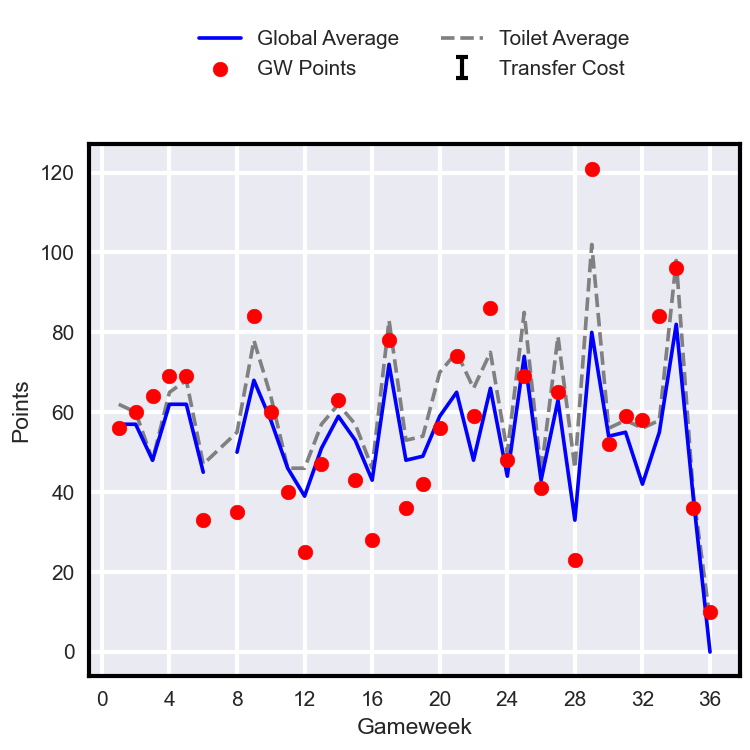 Global Average
Toilet Average
GW Points
Transfer Cost
120
100
80
60
40
20
0
Points
0 4 8 12 16 20 24 28 32 36
Gameweek